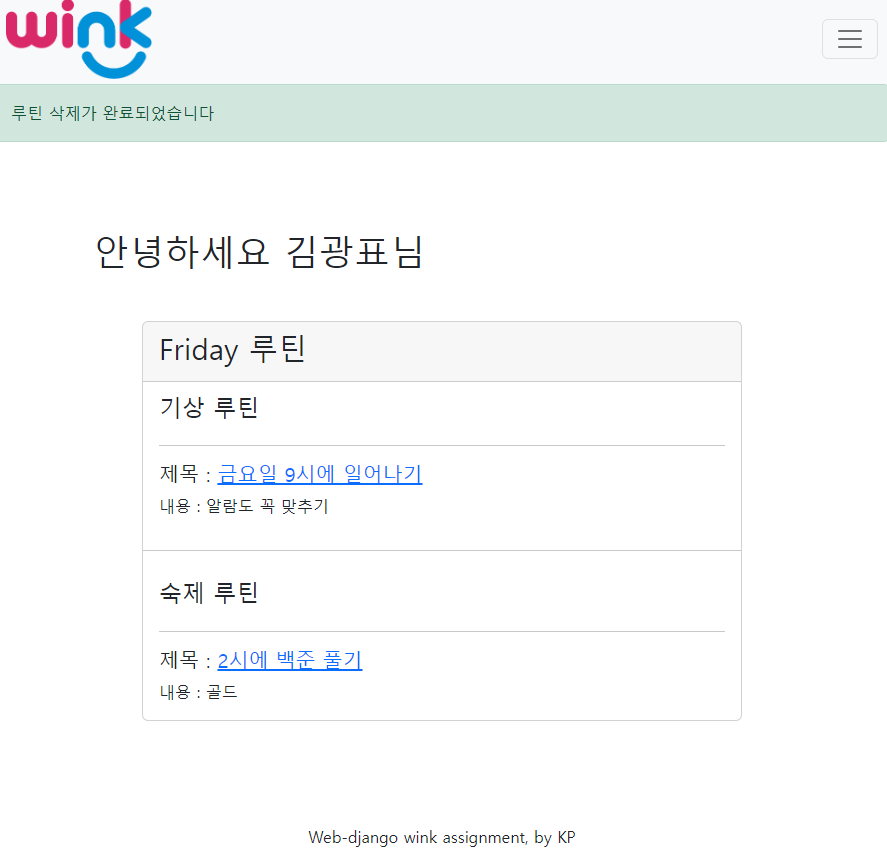 wink
루틴 삭제가 완료되었습니다
안녕하세요 김광표님
Friday 루틴
기상 루틴
제목 : 금요일 9시에 일어나기
내용 : 알람도 꼭 맞추기
숙제 루틴
제목 : 2시에 백준 풀기
내용 : 골드
Web-django wink assignment, by KP